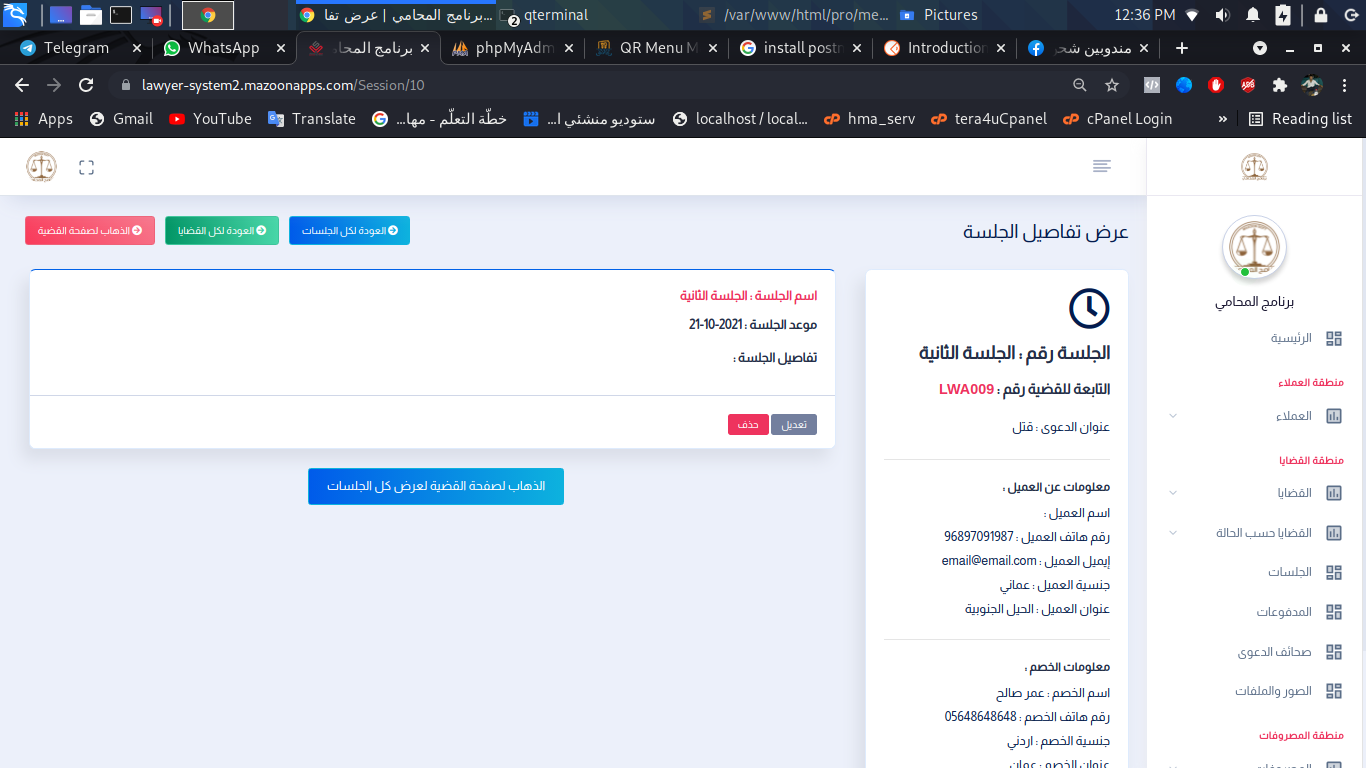 برنامج المحامي | عرض تفا...
qterminal
/var/www/html/pro/me...
Pictures
12:36 PM
Telegram
WhatsApp
برنامج المحا
phpMyAdm
QR Menu M
install postm
Introduction
مندوبين شحن
lawyer-system2.mazoonapps.com/Session/10
Apps
Gmail
YouTube
Translate
خطّة التعلّم - مها...
ستوديو منشئي ا...
localhost / local...
hma_serv
tera4uCpanel
cPanel Login
»
Reading list
عرض تفاصيل الجلسة
العودة لكل الجلسات
العودة لكل القضايا
الذهاب لصفحة القضية
الجلسة رقم : الجلسة الثانية
التابعة للقضية رقم : LWA009
عنوان الدعوى : قتل
معلومات عن العميل :
اسم العميل :
رقم هاتف العميل : 96897091987
إيميل العميل : email@email.com
جنسية العميل : عماني
عنوان العميل : الحيل الجنوبية
معلومات الخصم :
اسم الخصم : عمر صالح
رقم هاتف الخصم : 05648648648
جنسية الخصم : اردني
عنوان الخصم : عمان
اسم الجلسة : الجلسة الثانية
موعد الجلسة : 2021-10-21
تفاصيل الجلسة :
تعديل
حذف
الذهاب لصفحة القضية لعرض كل الجلسات
برنامج المحامي
الرئيسية
منطقة العملاء
العملاء
منطقة القضايا
القضايا
القضايا حسب الحالة
الجلسات
المدفوعات
صحائف الدعوى
الصور والملفات
منطقة المصروفات
المصروفات